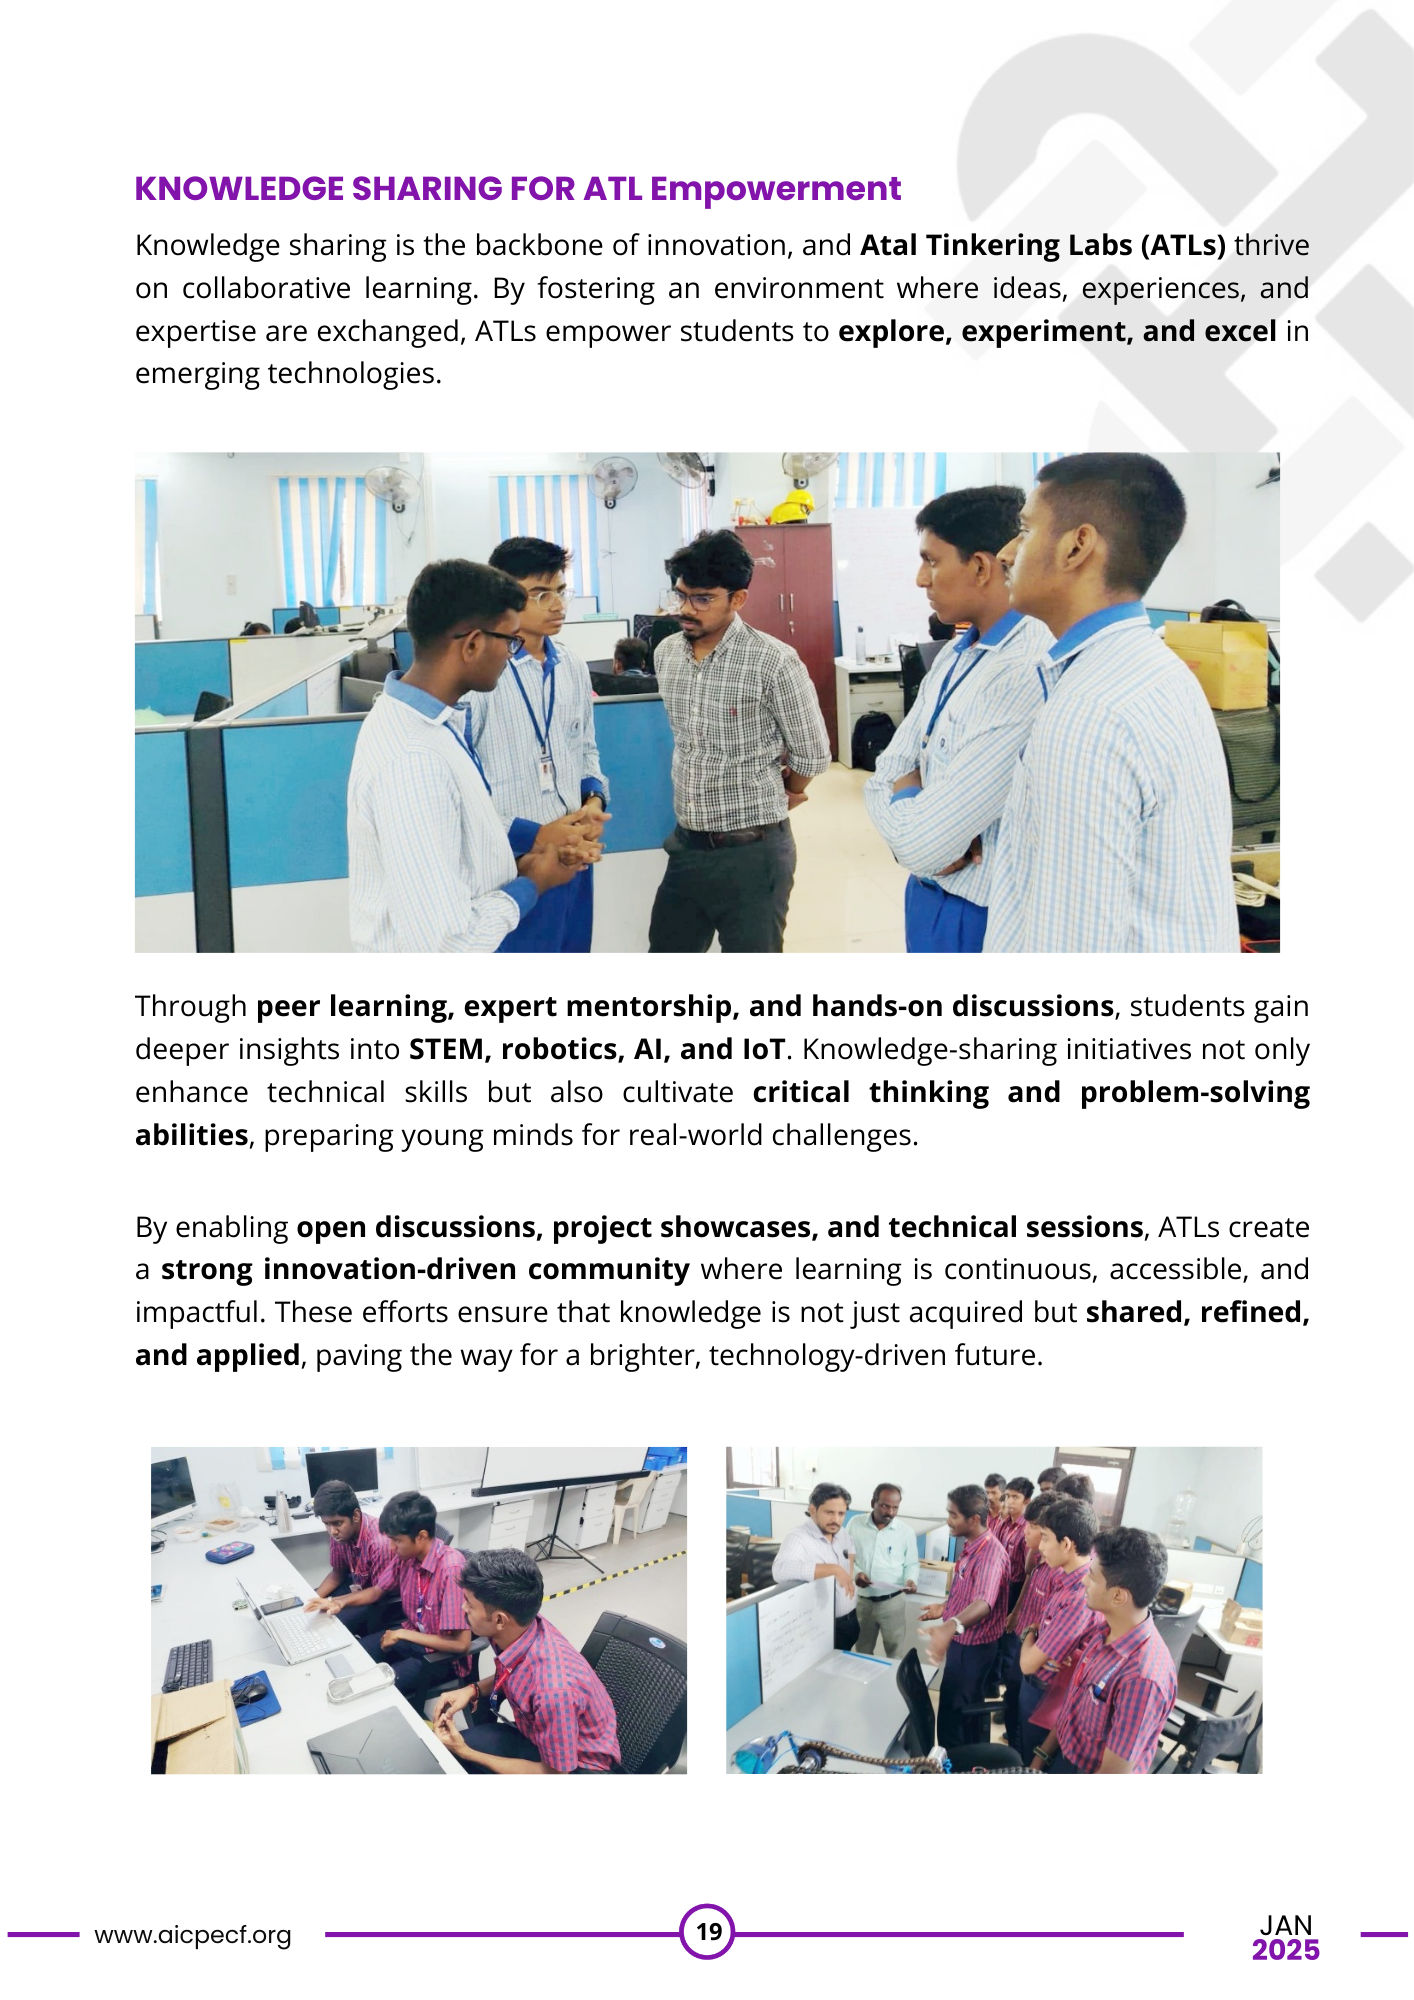 KNOWLEDGE SHARING FOR ATL Empowerment
Knowledge sharing is the backbone of innovation, and Atal Tinkering Labs (ATLs) thrive
on collaborative learning. By fostering an environment where ideas, experiences, and
expertise are exchanged, ATLs empower students to explore, experiment, and excel in
emerging technologies.
Through peer learning, expert mentorship, and hands-on discussions, students gain
deeper insights into STEM, robotics, AI, and IoT. Knowledge-sharing initiatives not only
enhance technical skills but also cultivate critical thinking and problem-solving
abilities, preparing young minds for real-world challenges.
By enabling open discussions, project showcases, and technical sessions, ATLs create
a strong innovation-driven community where learning is continuous, accessible, and
impactful. These efforts ensure that knowledge is not just acquired but shared, refined,
and applied, paving the way for a brighter, technology-driven future.
www.aicpecf.org
19
JAN
2025